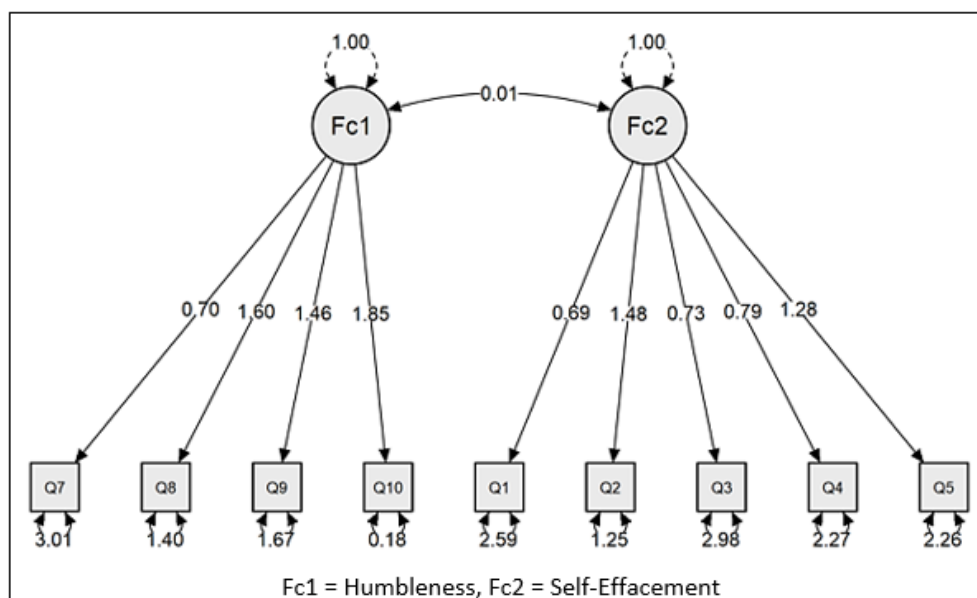 1.00 1.00
0.01
Fc1 Fc2
0.70 1.60 1.46 1.85 0.69 1.48 0.73 0.79 1.28
Q7 Q8 Q9 Q10 Q1 Q2 Q3 Q4 Q5
3.01 1.40 1.67 0.18 2.59 1.25 2.98 2.27 2.26
Fc1 = Humbleness, Fc2 = Self-Effacement